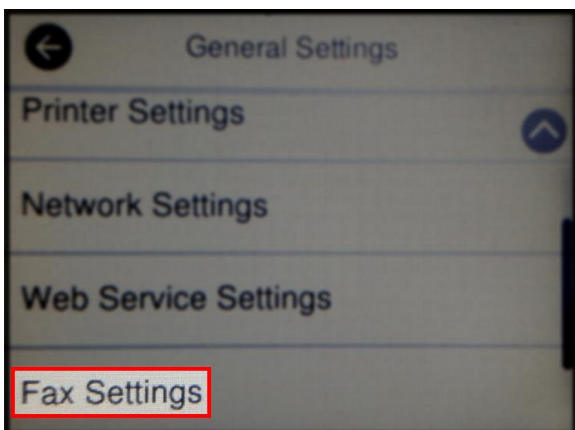 General Settings
Printer Settings
Network Settings
Web Service Settings
Fax Settings